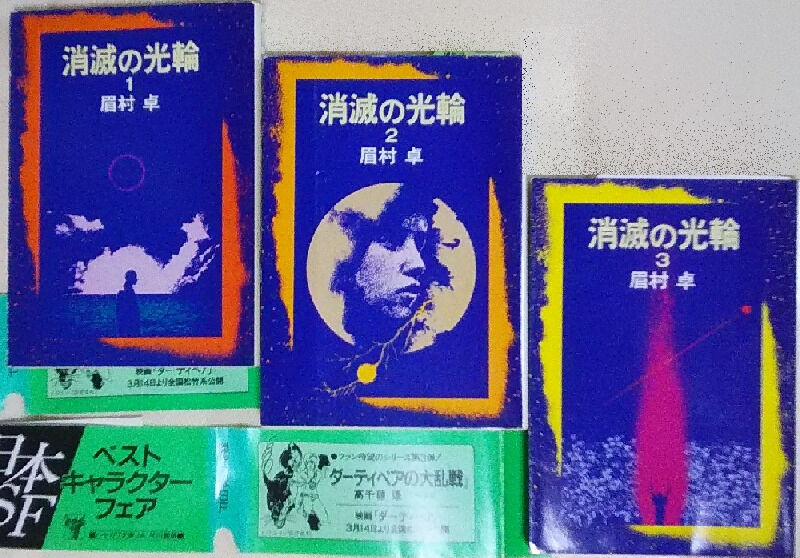 消滅の光輪
1
眉村 卓
消滅の光輪
2
眉村 卓
消滅の光輪
3
眉村 卓
映画「ダーティペア」
3月14日より全国松竹系公開
日本
SF
ベスト
キャラクター
フェア
ファン待望のシリーズ第3弾!
「ダーティペアの大乱戦」
高千穂 遙
映画「ダーティ
3月14日より全国松竹 開